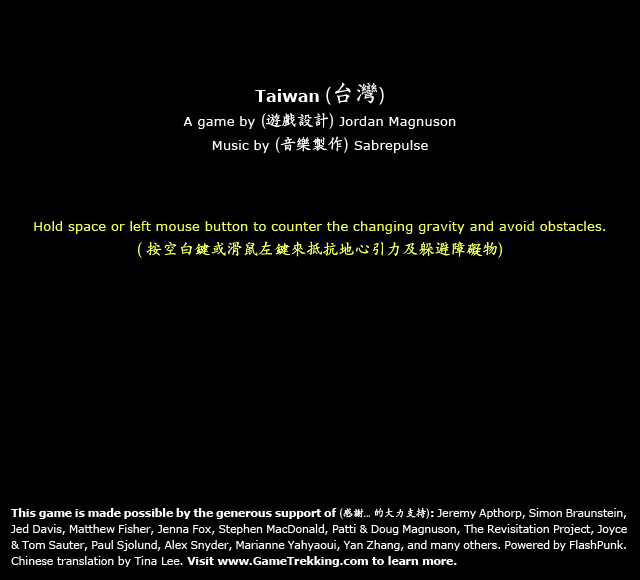 Taiwan (台灣)
A game by (遊戲設計) Jordan Magnuson
Music by (音樂製作) Sabrepulse
Hold space or left mouse button to counter the changing gravity and avoid obstacles.
( 按空白鍵或滑鼠左鍵來抵抗地心引力及躲避障礙物)
This game is made possible by the generous support of (感謝... 的大力支持): Jeremy Apthorp, Simon Braunstein,
Jed Davis, Matthew Fisher, Jenna Fox, Stephen MacDonald, Patti & Doug Magnuson, The Revisitation Project, Joyce
& Tom Sauter, Paul Sjolund, Alex Snyder, Marianne Yahyaoui, Yan Zhang, and many others. Powered by FlashPunk.
Chinese translation by Tina Lee. Visit www.GameTrekking.com to learn more.